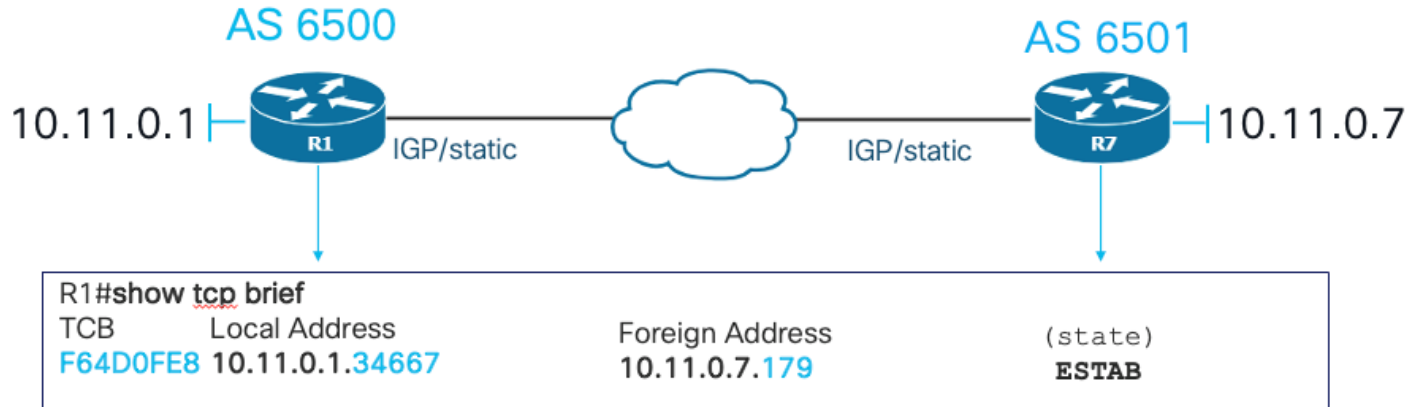 AS 6500
AS 6501
10.11.0.1
R1
IGP/static
IGP/static
R7
10.11.0.7
R1#show tcp brief
TCB Local Address Foreign Address (state)
F64D0FE8 10.11.0.1.34667 10.11.0.7.179 ESTAB